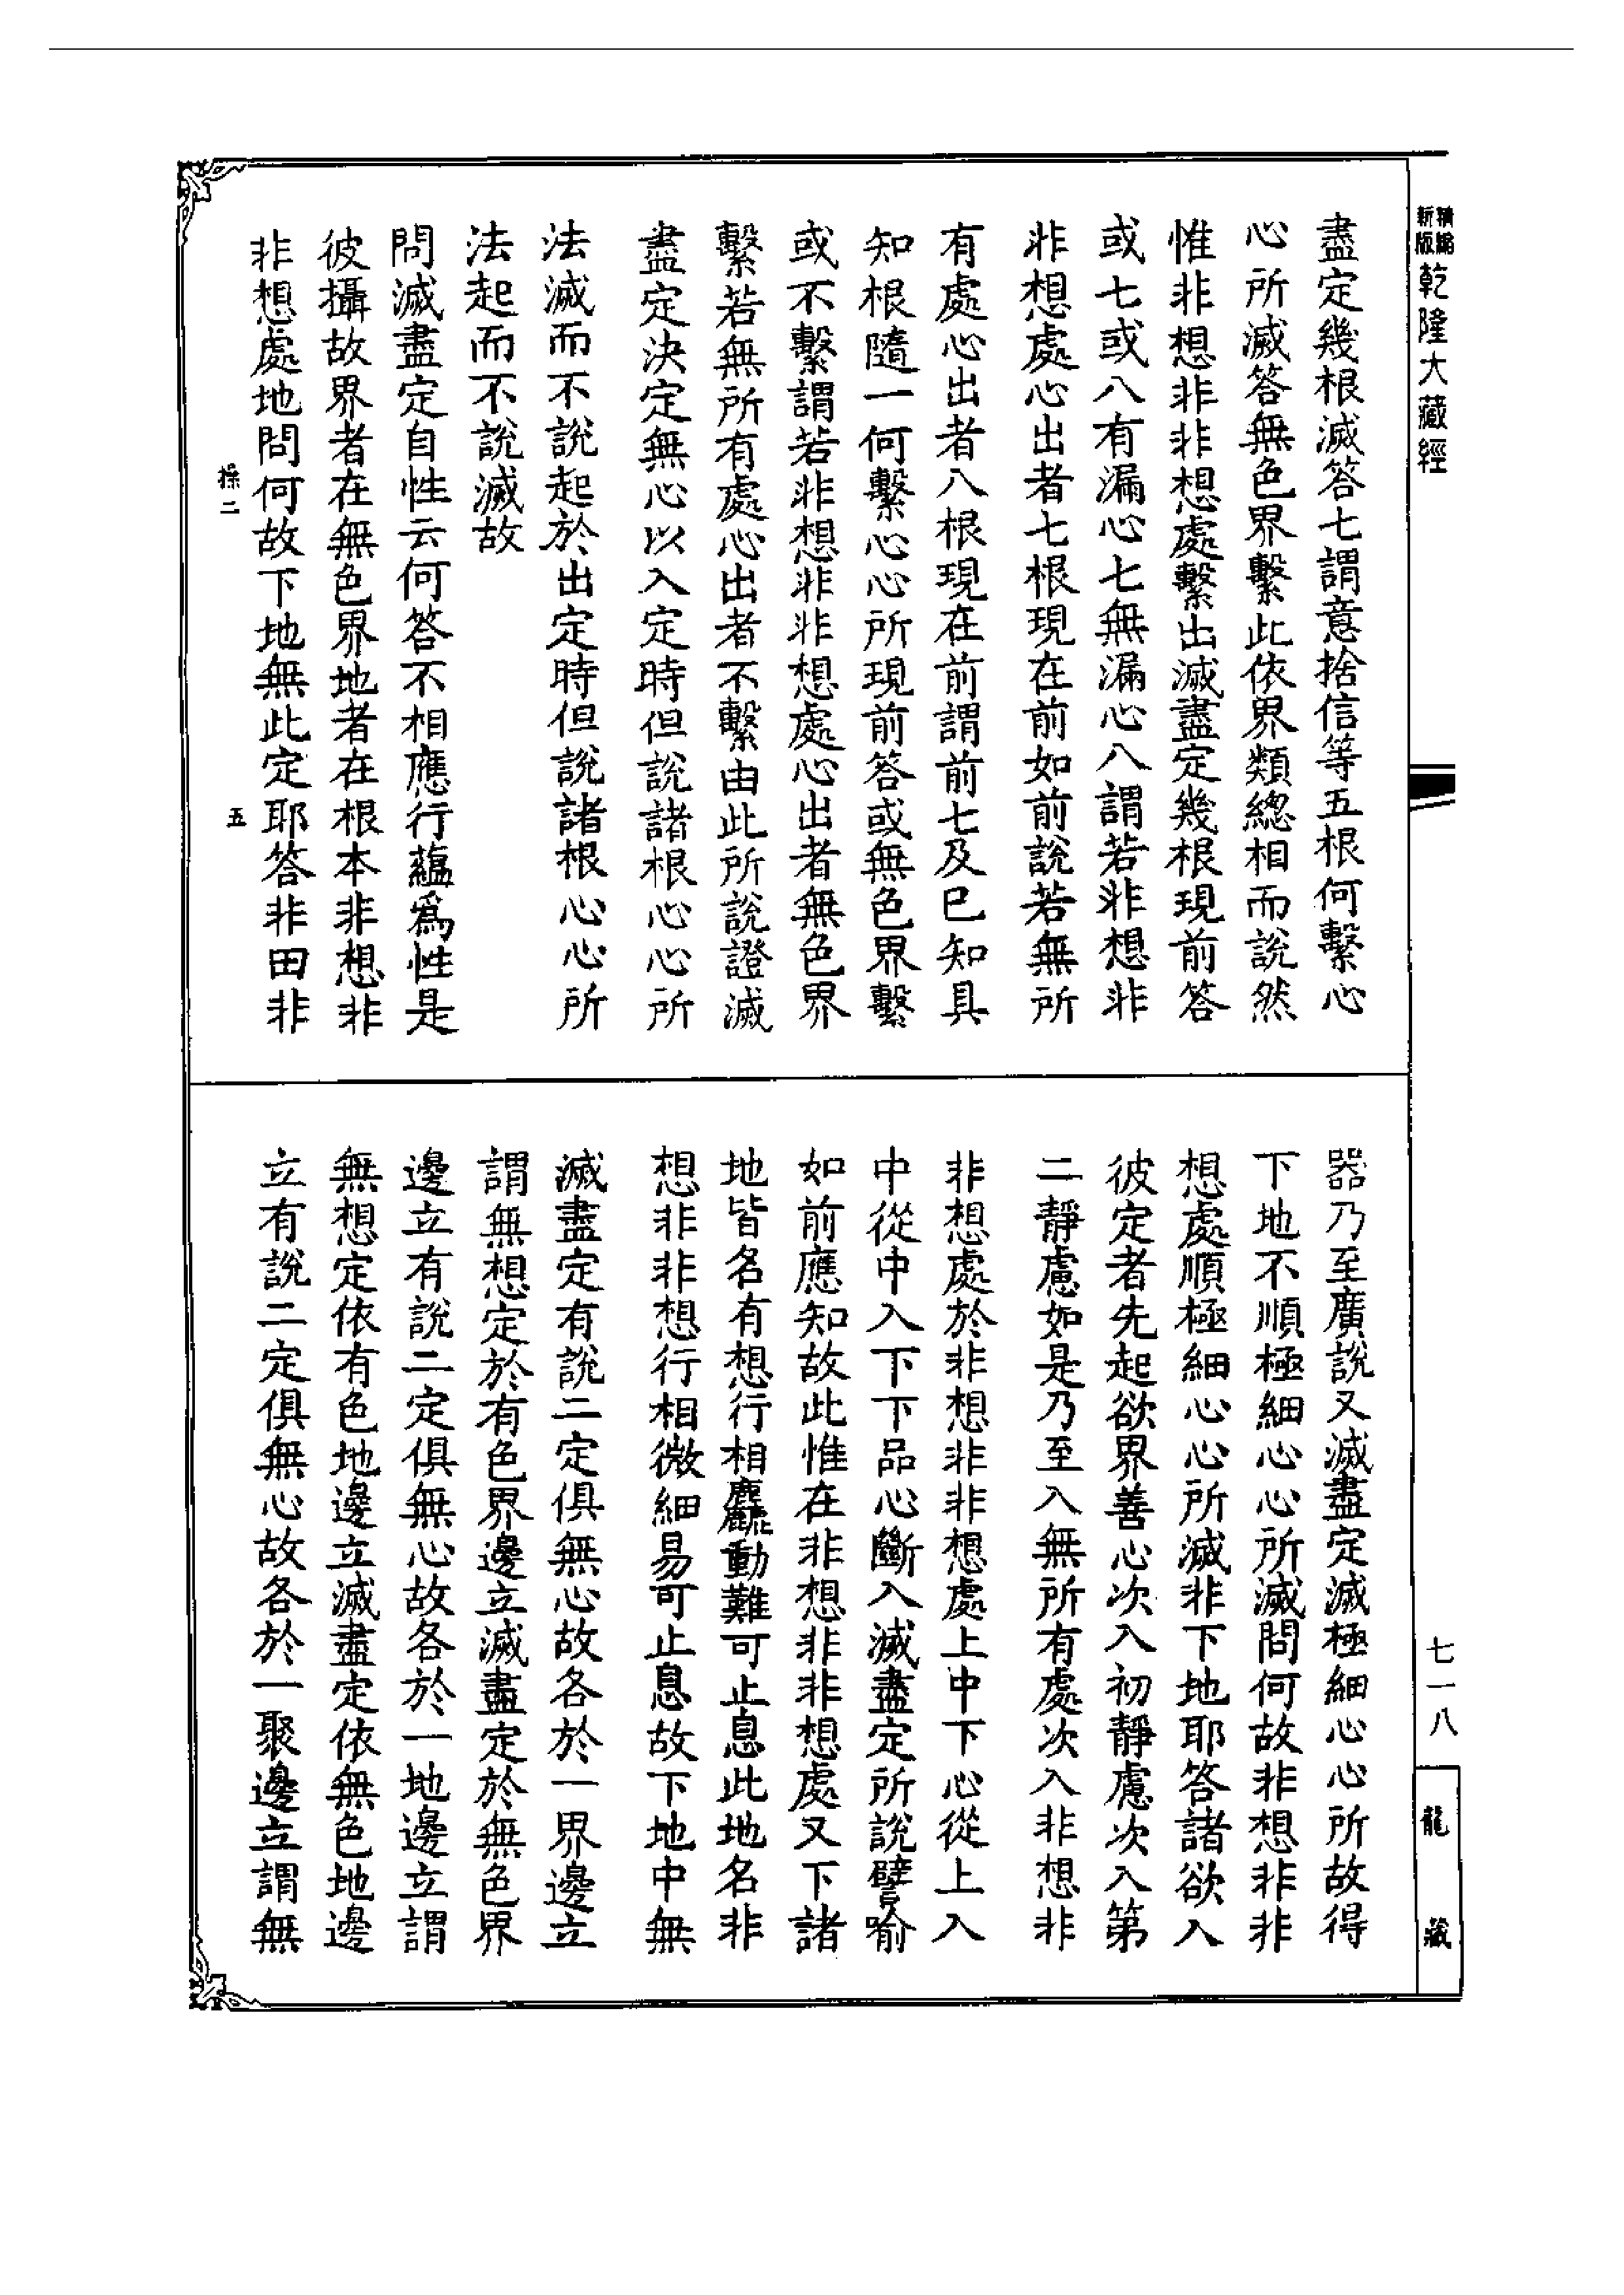 精編
新版
乾隆大藏經
盡定幾根滅答七謂意捨信等五根何繫心
心所滅答無色界繫此依界類總相而說然
惟非想非非想處繫出滅盡定幾根現前答
或七或八有漏心七無漏心八謂若非想非
非想處心出者七根現在前如前說若無所
有處心出者八根現在前謂前七及巳知具
知根隨一何繫心心所現前答或無色界繫
或不繫謂若非想非非想處心出者無色界
繫若無所有處心出者不繫由此所說證滅
盡定決定無心以入定時但說諸根心心所
法滅而不說起於出定時但說諸根心心所
法起而不說滅故
問滅盡定自性云何答不相應行蘊爲性是
彼攝故界者在無色界地者在根本非想非
非想處地問何故下地無此定耶答非田非
操二
五
器乃至廣說又滅盡定滅極細心心所故得
下地不順極細心心所滅問何故非想非非
想處順極細心心所滅非下地耶答諸欲入
彼定者先起欲界善心次入初靜慮次入第
二靜慮如是乃至入無所有處次入非想非
非想處於非想非非想處上中下心從上入
中從中入下下下品心斷入滅盡定所說譬喻
如前應知故此惟在非想非非想處又下諸
地皆名有想行相麤動難可止息此地名非
想非非想行相微細易可止息故下地中無
滅盡定有說二定俱無心故各於一界邊立
謂無想定於有色界邊立滅盡定於無色界
邊立有說二定俱無心故各於一地邊立謂
無想定依有色地邊立滅盡定依無色地邊
立有說二定俱無心故各於一聚邊立謂無
七一八
龍藏